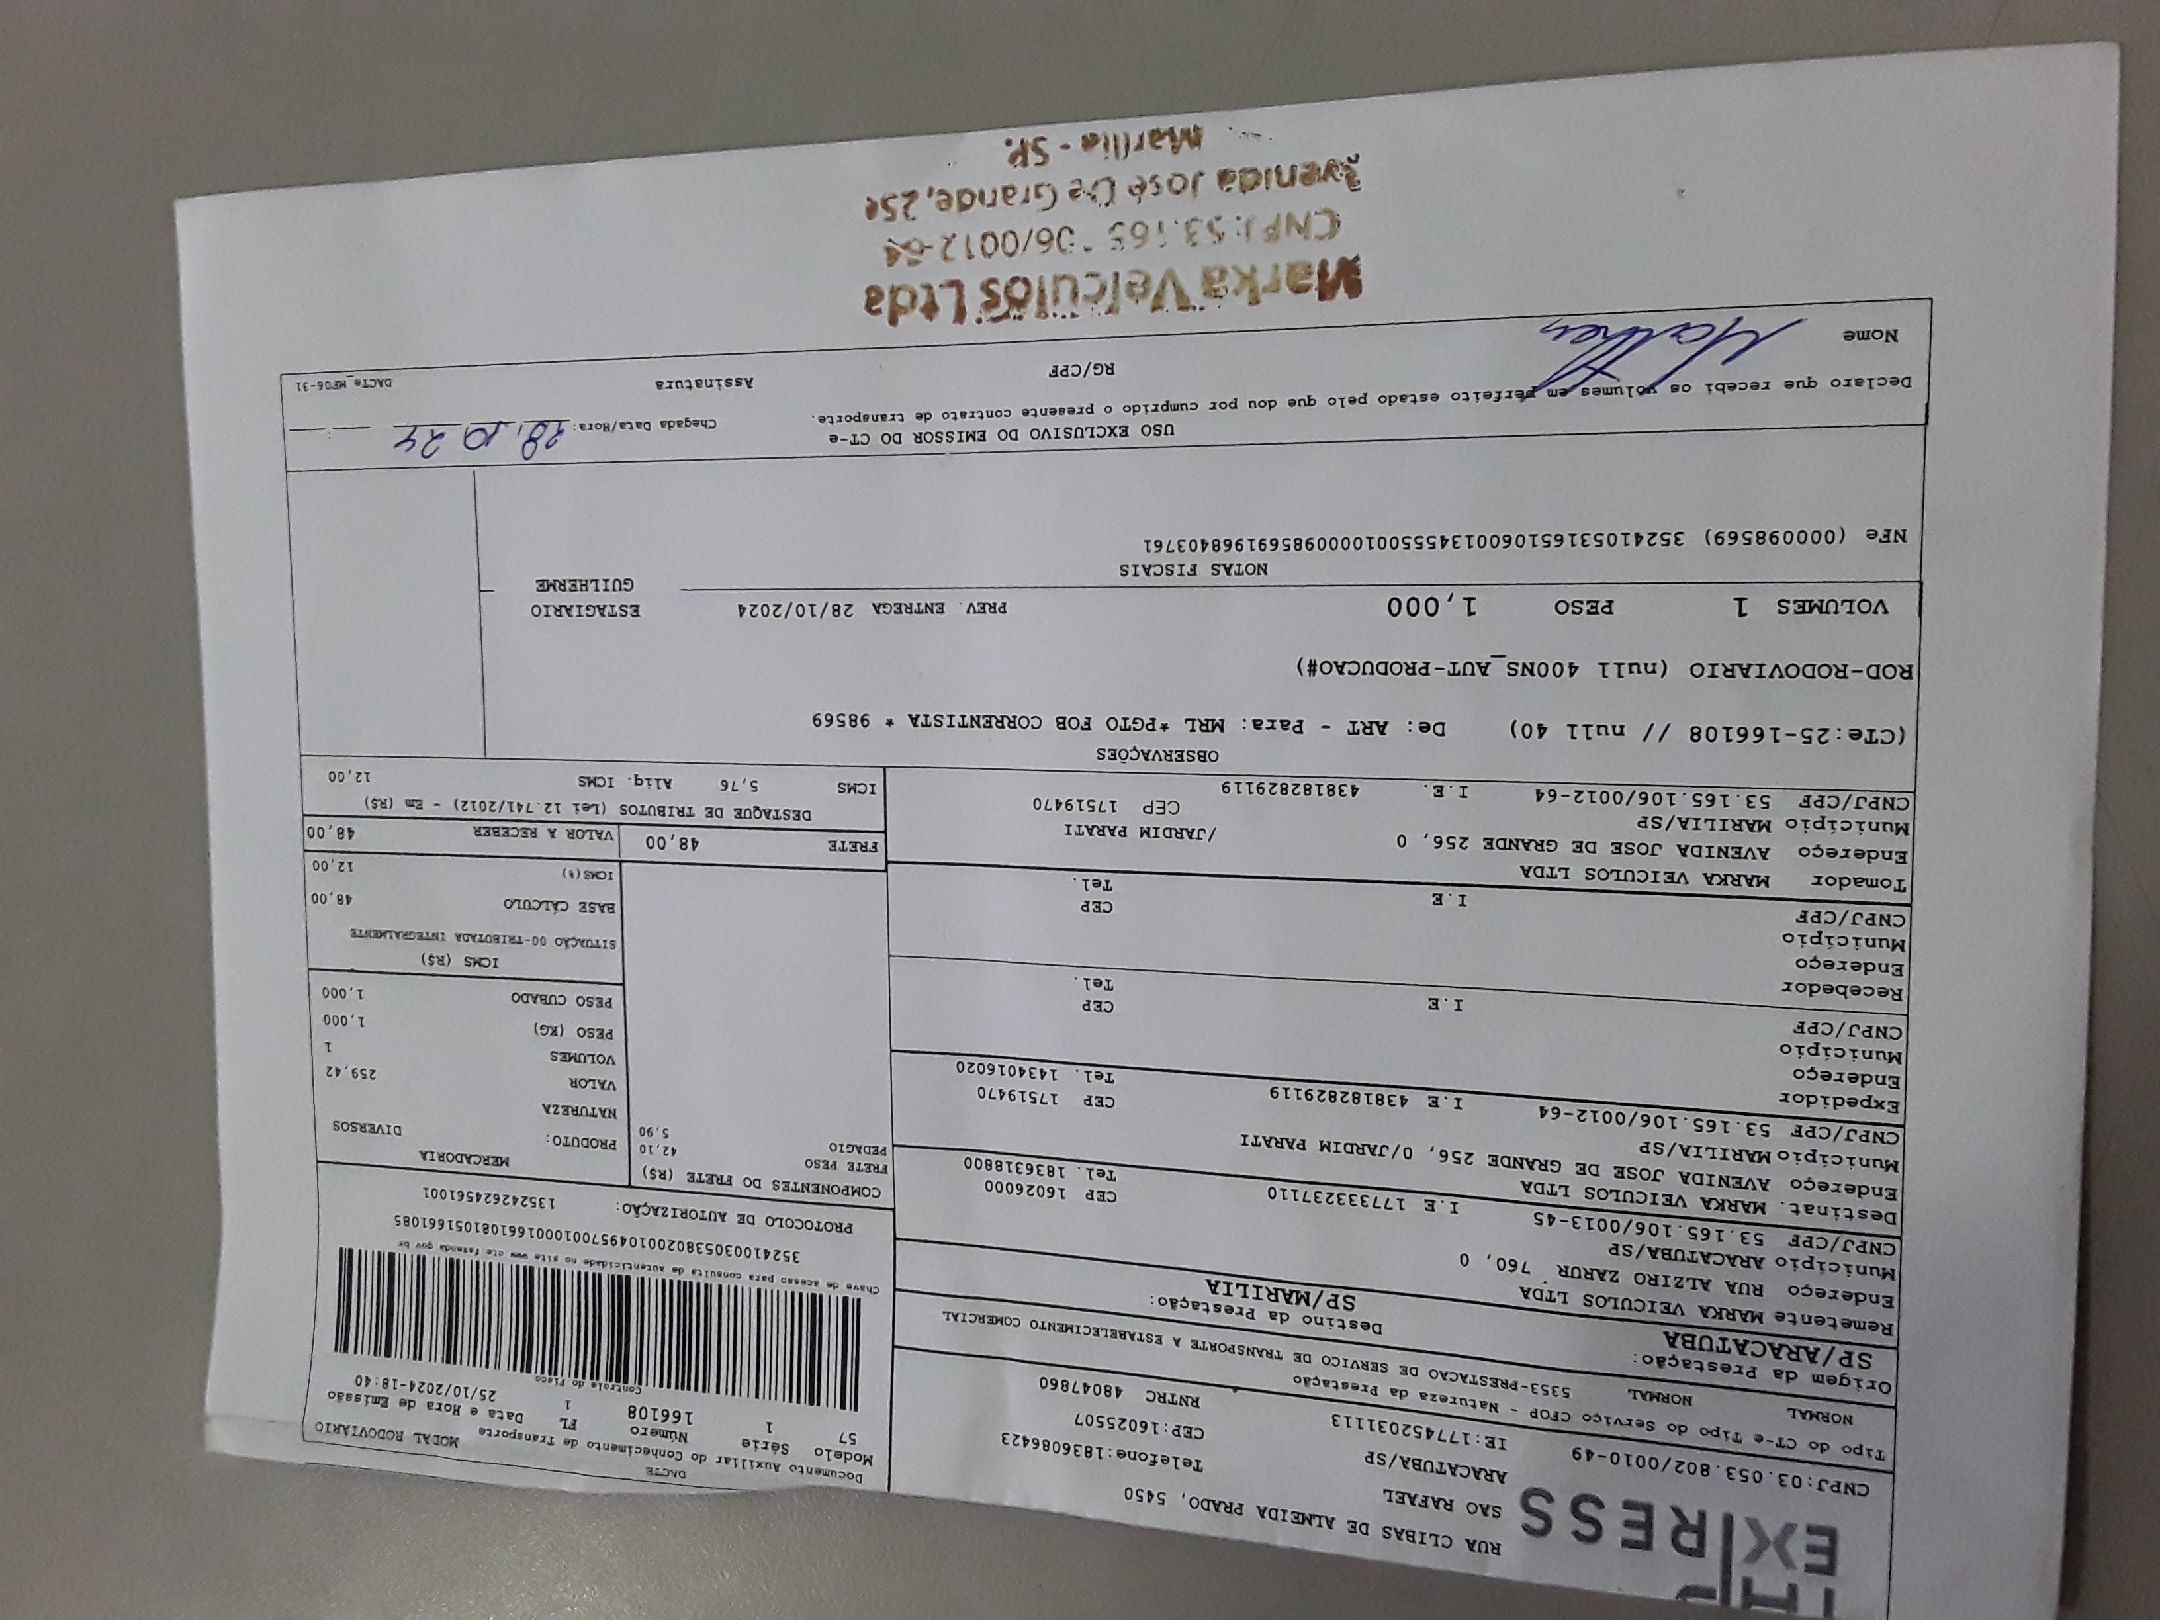 EXPRESS
RUA CLIBAS DE ALMEIDA PRADO, 5450
SAO RAFAEL
ARACATUBA/SP
Telefone:1836086423
CEP:16025507
CNPJ:03.053.802/0010-49 IE:177452031113 RNTRC 48047860
DACTE
Documento Auxiliar do Conhecimento de Transporte MODAL RODOVIÁRIO
Modelo Série Número FL Data e Hora de Emissão
57 1 166108 1 25/10/2024-18:40
Controle do Fisco
Chave de acesso para consulta de autenticidade no site www cte fazenda gov br
35241003053802001049570010001661081051661085
PROTOCOLO DE AUTORIZAÇÃO: 135242624561001
Tipo do CT-e Tipo do Serviço CFOP - Natureza da Prestação
NORMAL NORMAL 5353-PRESTACAO DE SERVICO DE TRANSPORTE A ESTABELECIMENTO COMERCIAL
Origem da Prestação: Destino da Prestação:
SP/ARACATUBA SP/MARILIA
Remetente MARKA VEICULOS LTDA
Endereço RUA ALZIRO ZARUR 760, 0
Município ARACATUBA/SP CEP 16026000
CNPJ/CPF 53.165.106/0013-45 I.E 177333237110 Tel. 1836318800
Destinat. MARKA VEICULOS LTDA
Endereço AVENIDA JOSE DE GRANDE 256, 0/JARDIM PARATI
Município MARILIA/SP CEP 17519470
CNPJ/CPF 53.165.106/0012-64 I.E 438182829119 Tel. 1434016020
Expedidor
Endereço
Município CEP
CNPJ/CPF I.E Tel.
Recebedor
Endereço
Município CEP
CNPJ/CPF I.E Tel.
Tomador MARKA VEICULOS LTDA
Endereço AVENIDA JOSE DE GRANDE 256, 0 /JARDIM PARATI
Município MARILIA/SP CEP 17519470
CNPJ/CPF 53.165.106/0012-64 I.E. 438182829119
COMPONENTES DO FRETE (R$)
FRETE PESO 42,10
PEDAGIO 5,90
MERCADORIA
PRODUTO: DIVERSOS
NATUREZA
VALOR 259,42
VOLUMES 1
PESO (KG) 1,000
PESO CUBADO 1,000
ICMS (R$)
SITUAÇÃO 00-TRIBUTADA INTEGRALMENTE
BASE CÁLCULO 48,00
ICMS(%) 12,00
FRETE 48,00 VALOR A RECEBER 48,00
DESTAQUE DE TRIBUTOS (Lei 12.741/2012) - Em (R$)
ICMS 5,76 Aliq. ICMS 12,00
OBSERVAÇÕES
(CTe:25-166108 // null 40) De: ART - Para: MRL *PGTO FOB CORRENTISTA * 98569
ROD-RODOVIARIO (null 400NS_AUT-PRODUCAO#)
VOLUMES 1 PESO 1,000 PREV. ENTREGA 28/10/2024 ESTAGIARIO
GUILHERME
NOTAS FISCAIS
NFe (000098569) 35241053165106001345550010000985691968403761
USO EXCLUSIVO DO EMISSOR DO CT-e
Declaro que recebi os volumes em perfeito estado pelo que dou por cumprido o presente contrato de transporte.
Chegada Data/Hora: 28,10 24
Nome RG/CPF Assinatura DACTe_MF06-31
Marka Veículos Ltda
CNPJ: 53.165 06/0012-64
José De Grande, 256
Marília - SP.